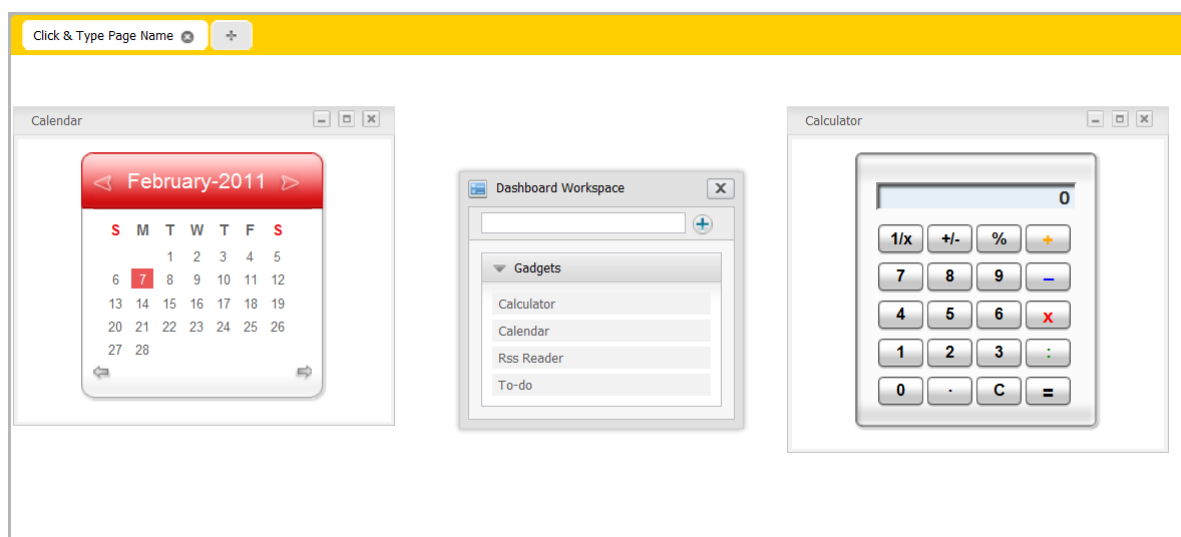 Click & Type Page Name
Calendar
February-2011
S M T W T F S
1 2 3 4 5
6 7 8 9 10 11 12
13 14 15 16 17 18 19
20 21 22 23 24 25 26
27 28
Dashboard Workspace
Gadgets
Calculator
Calendar
Rss Reader
To-do
Calculator
0
1/x +/- % +
7 8 9 –
4 5 6 x
1 2 3 :
0 . C =